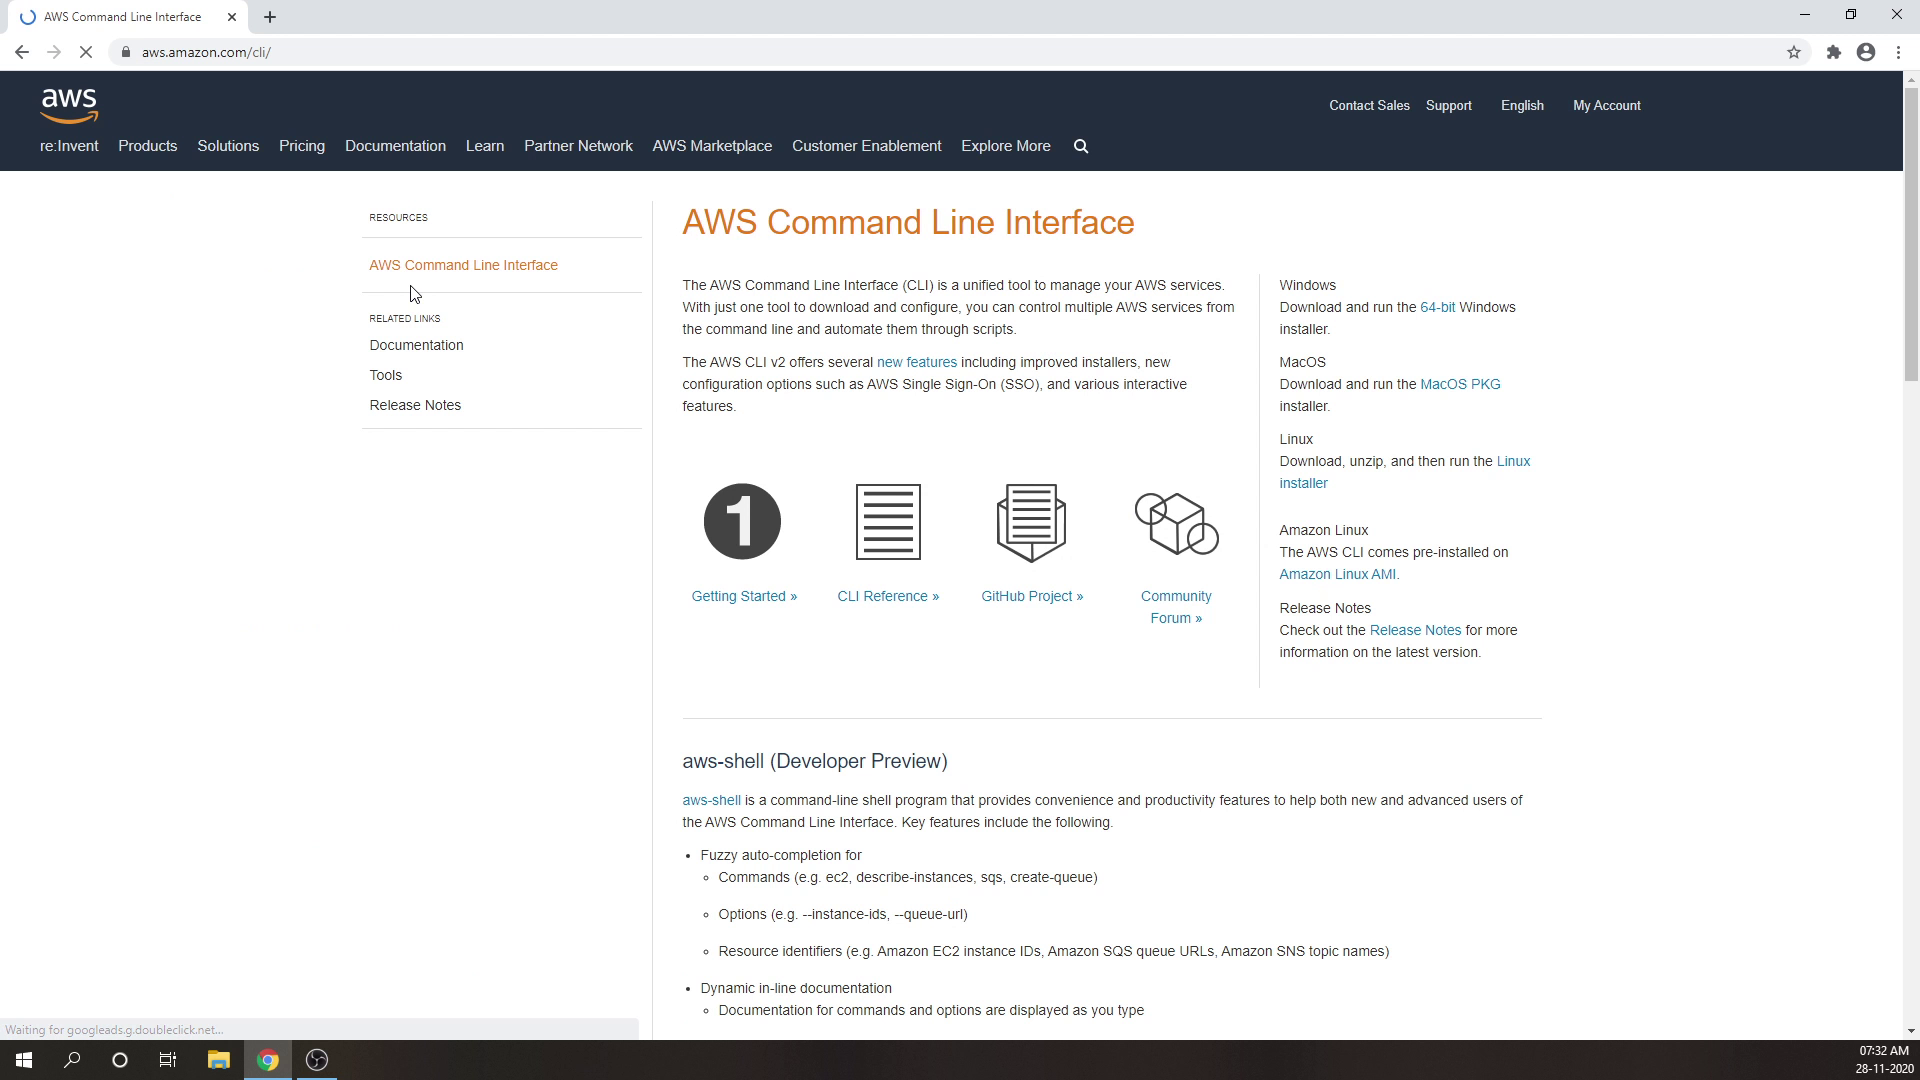 AWS Command Line Interface
aws.amazon.com/cli/
aws
Contact Sales Support English My Account
re:Invent Products Solutions Pricing Documentation Learn Partner Network AWS Marketplace Customer Enablement Explore More
RESOURCES
AWS Command Line Interface
RELATED LINKS
Documentation
Tools
Release Notes
AWS Command Line Interface
The AWS Command Line Interface (CLI) is a unified tool to manage your AWS services.
With just one tool to download and configure, you can control multiple AWS services from
the command line and automate them through scripts.
The AWS CLI v2 offers several new features including improved installers, new
configuration options such as AWS Single Sign-On (SSO), and various interactive
features.
1
Getting Started »
CLI Reference »
GitHub Project »
Community
Forum »
Windows
Download and run the 64-bit Windows
installer.
MacOS
Download and run the MacOS PKG
installer.
Linux
Download, unzip, and then run the Linux
installer
Amazon Linux
The AWS CLI comes pre-installed on
Amazon Linux AMI.
Release Notes
Check out the Release Notes for more
information on the latest version.
aws-shell (Developer Preview)
aws-shell is a command-line shell program that provides convenience and productivity features to help both new and advanced users of
the AWS Command Line Interface. Key features include the following.
• Fuzzy auto-completion for
◦ Commands (e.g. ec2, describe-instances, sqs, create-queue)
◦ Options (e.g. --instance-ids, --queue-url)
◦ Resource identifiers (e.g. Amazon EC2 instance IDs, Amazon SQS queue URLs, Amazon SNS topic names)
• Dynamic in-line documentation
◦ Documentation for commands and options are displayed as you type
Waiting for googleads.g.doubleclick.net...
07:32 AM
28-11-2020